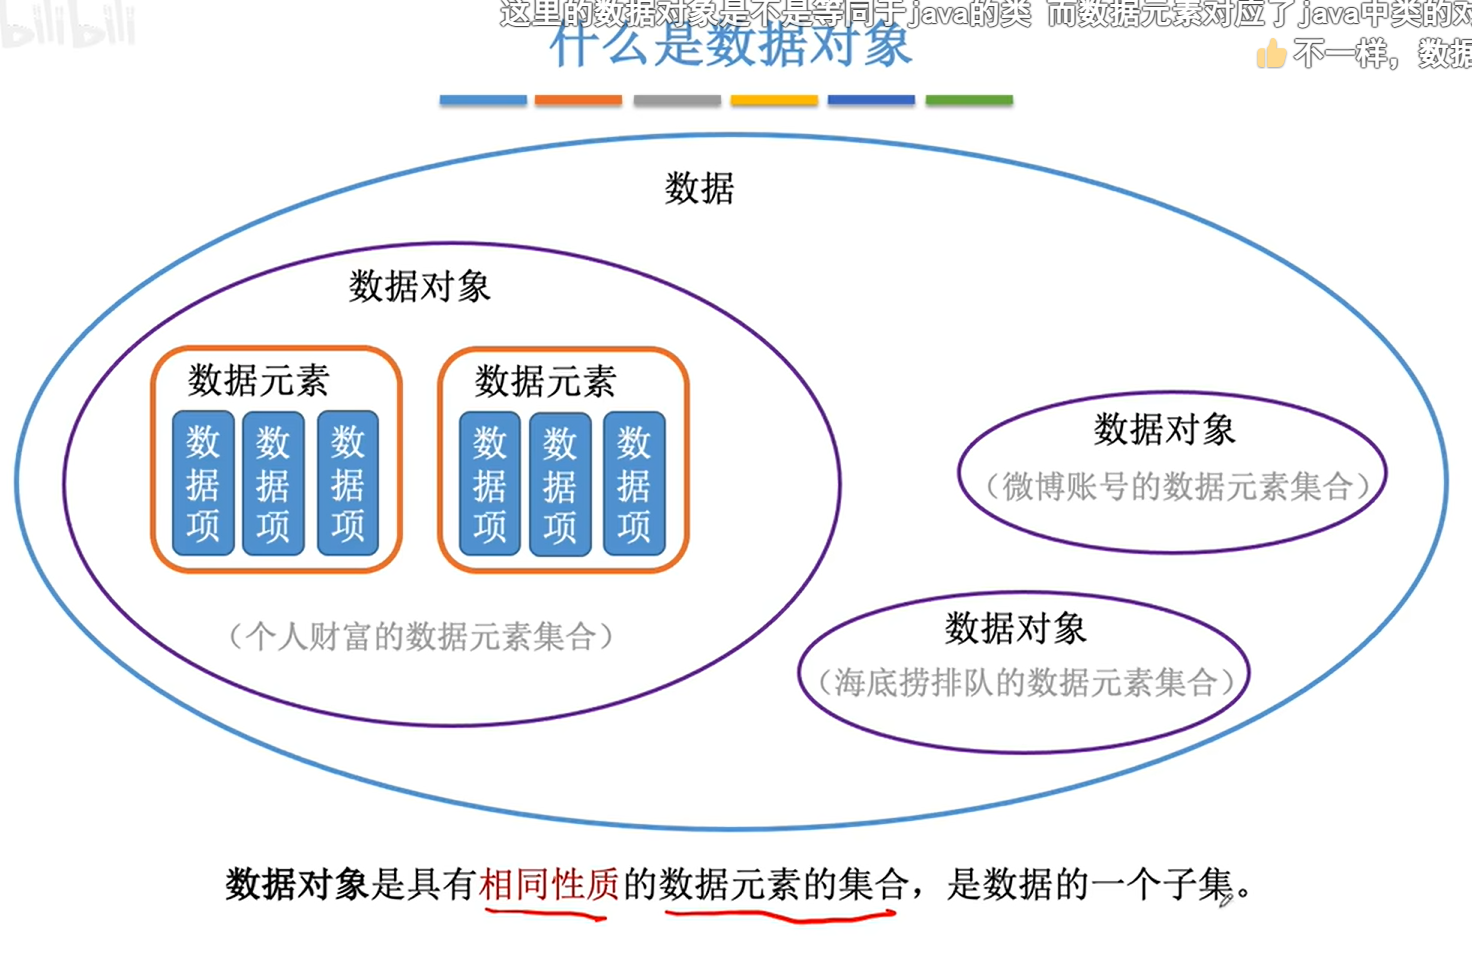 bilibili
这里的数据对象是不是等同于java的类 而数据元素对应了java中类的对
什么是数据对象
不一样，数据
数据
数据对象
数据元素
数据项
数据项
数据项
数据元素
数据项
数据项
数据项
（个人财富的数据元素集合）
数据对象
（微博账号的数据元素集合）
数据对象
（海底捞排队的数据元素集合）
数据对象是具有相同性质的数据元素的集合，是数据的一个子集。